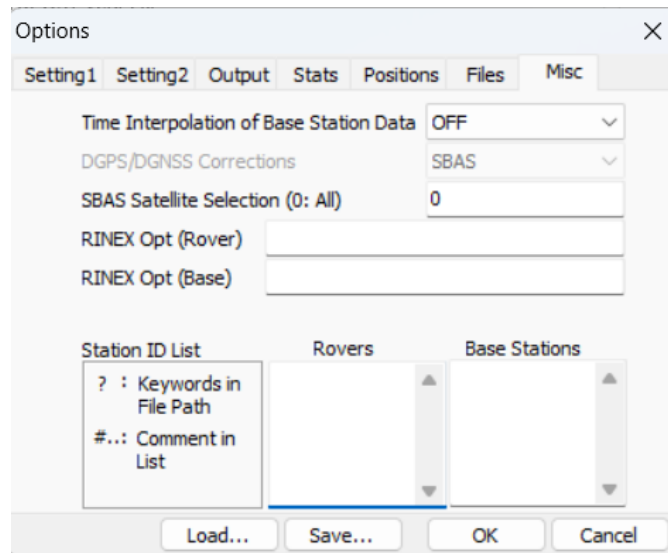 Options
Setting1 Setting2 Output Stats Positions Files Misc
Time Interpolation of Base Station Data OFF
DGPS/DGNSS Corrections SBAS
SBAS Satellite Selection (0: All) 0
RINEX Opt (Rover)
RINEX Opt (Base)
Station ID List Rovers Base Stations
? : Keywords in
File Path
#..: Comment in
List
Load... Save... OK Cancel